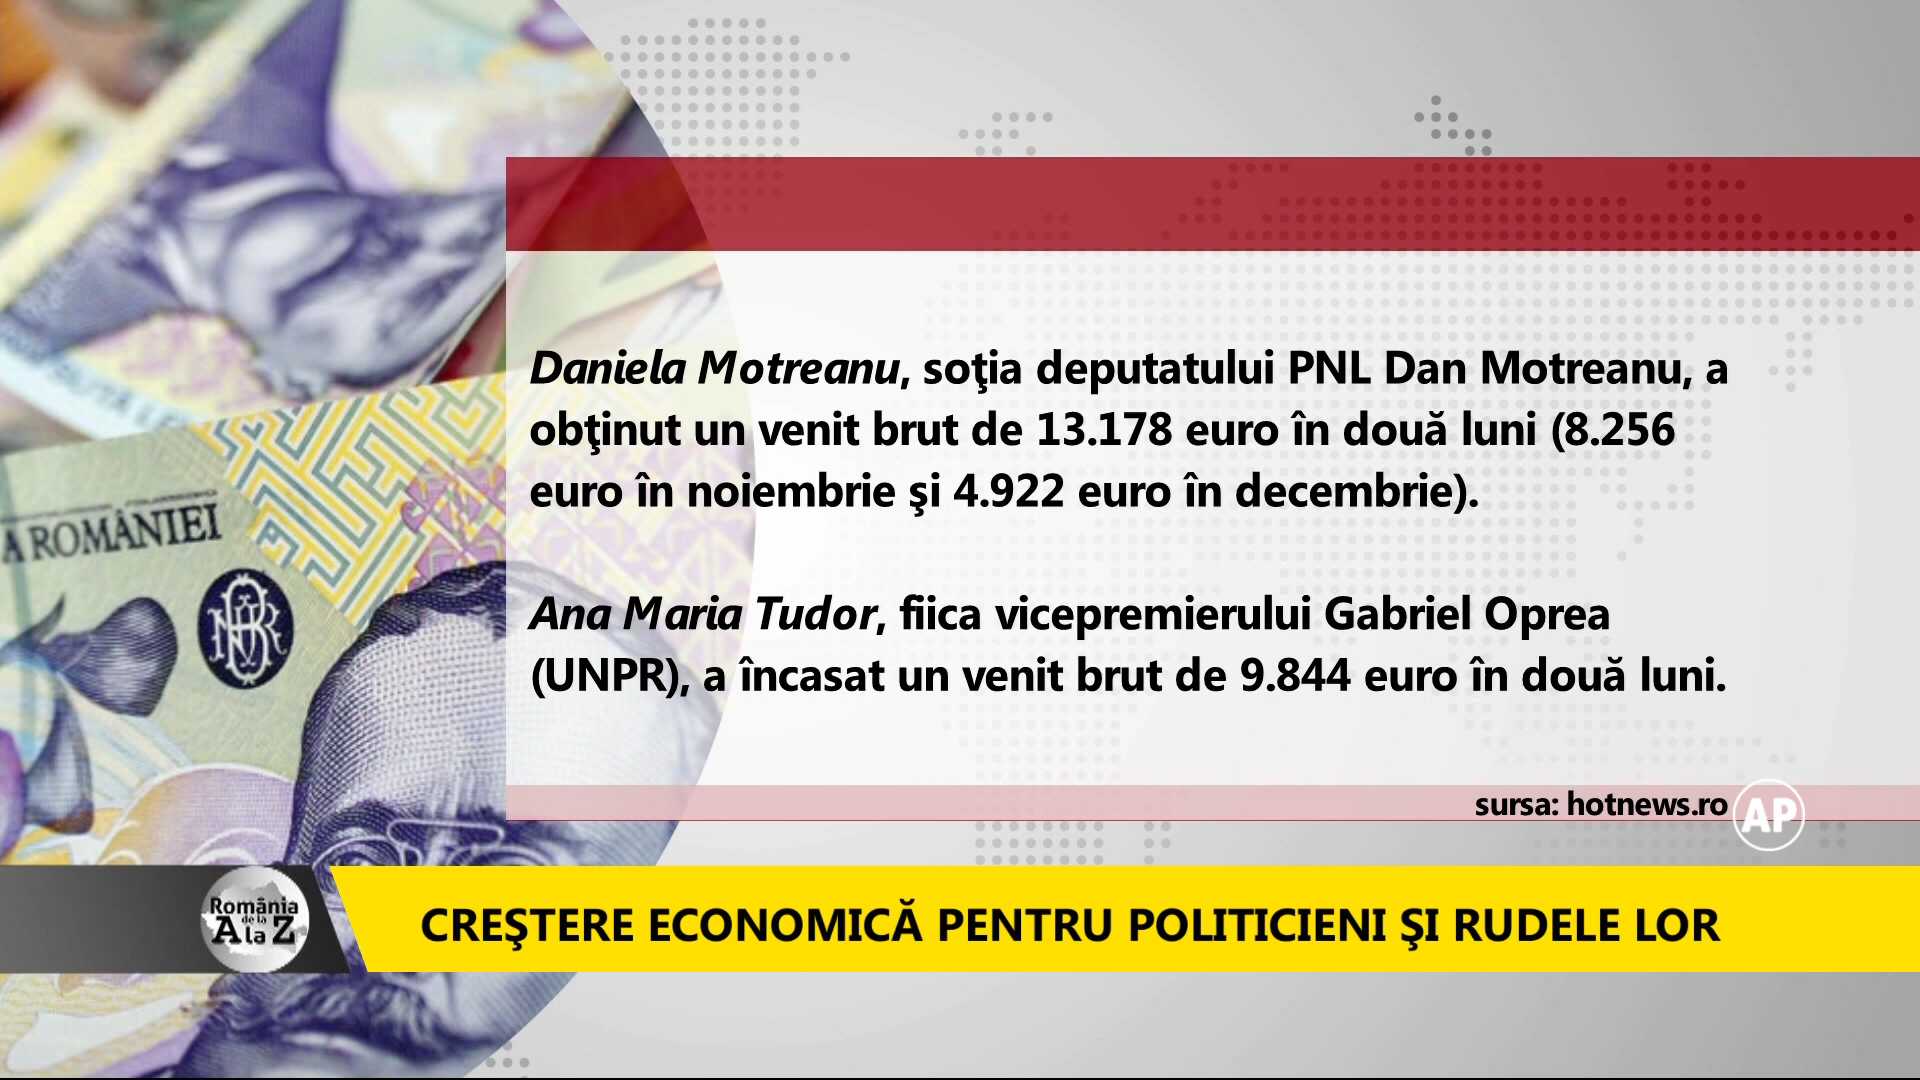 Daniela Motreanu, soţia deputatului PNL Dan Motreanu, a
obţinut un venit brut de 13.178 euro în două luni (8.256
euro în noiembrie şi 4.922 euro în decembrie).
Ana Maria Tudor, fiica vicepremierului Gabriel Oprea
(UNPR), a încasat un venit brut de 9.844 euro în două luni.
sursa: hotnews.ro
AP
A ROMÂNIEI
România
de la
A la Z
CREŞTERE ECONOMICĂ PENTRU POLITICIENI ŞI RUDELE LOR